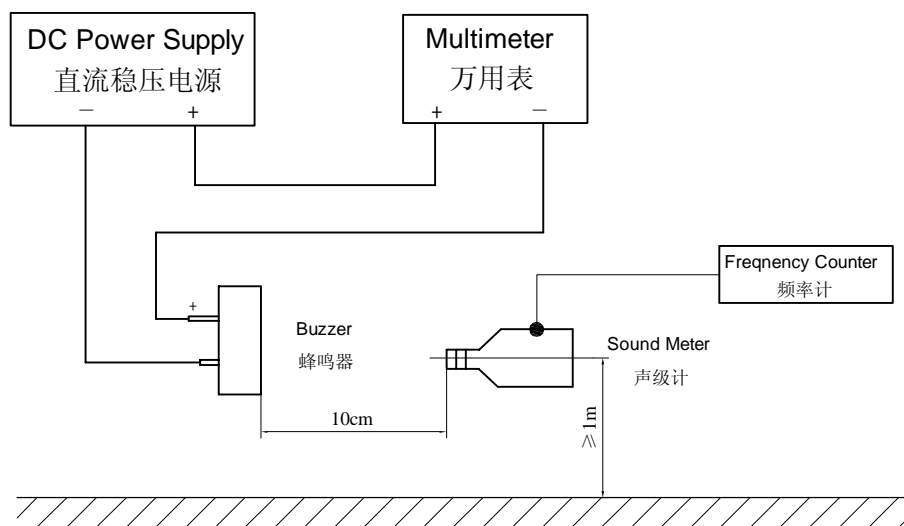 DC Power Supply
直流稳压电源
— +
Multimeter
万用表
+ —
Freqnency Counter
频率计
+
Buzzer
蜂鸣器
Sound Meter
声级计
10cm
≥1m